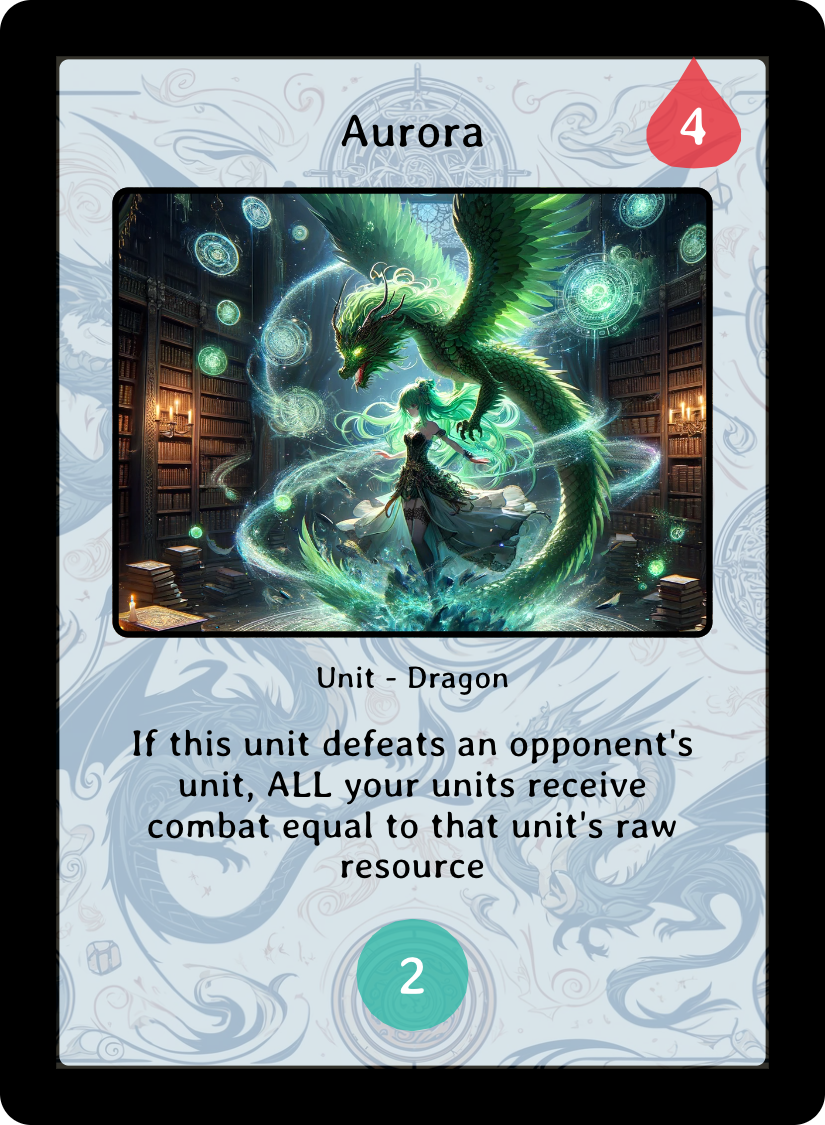 Aurora
4
Unit - Dragon
If this unit defeats an opponent's
unit, ALL your units receive
combat equal to that unit's raw
resource
2